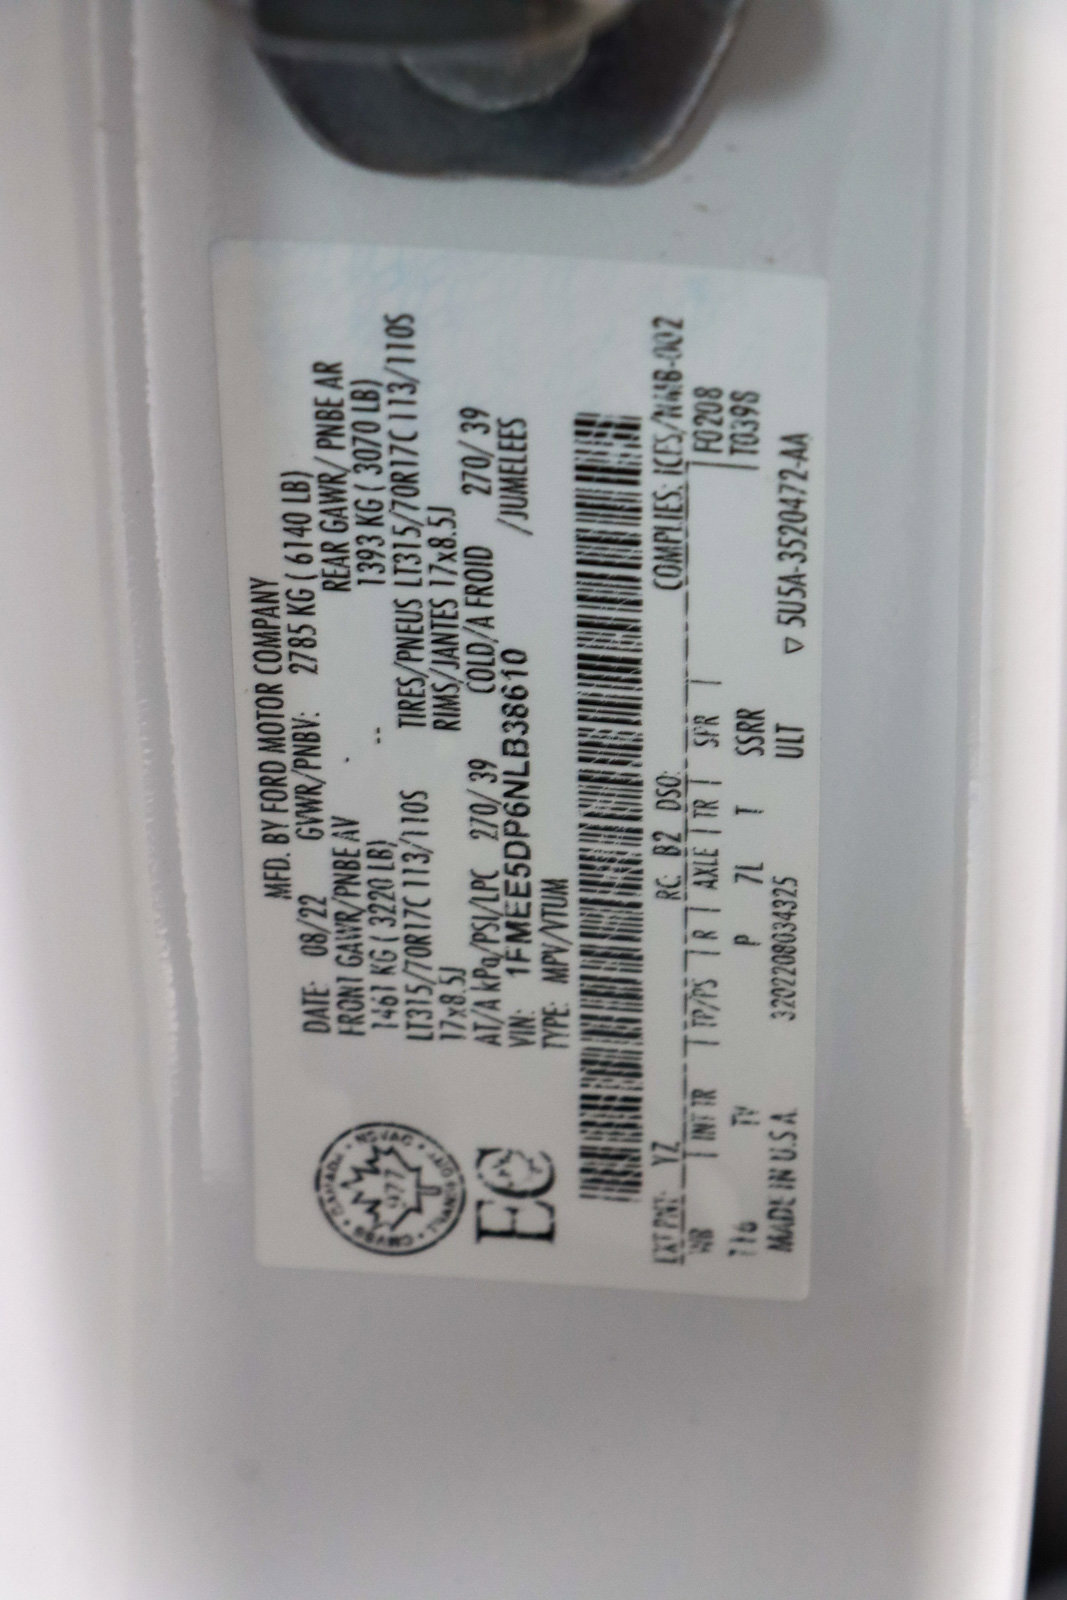 MFD. BY FORD MOTOR COMPANY
DATE: 08/22 GVWR/PNBV: 2785 KG ( 6140 LB)
FRONT GAWR/PNBE AV REAR GAWR/PNBE AR
1461 KG ( 3220 LB) -- 1393 KG ( 3070 LB)
LT315/70R17C 113/110S TIRES/PNEUS LT315/70R17C 113/110S
17x8.5J RIMS/JANTES 17x8.5J
AT/A kPa/PSI/LPC 270/ 39 COLD/A FROID 270/ 39
VIN: 1FMEE5DP6NLB38610 /JUMELEES
TYPE: MPV/VTUM
EC
EXT PNT: YZ RC: B2 DSO: COMPLIES: ICES/NMB-002
WB INT TR TP/PS R AXLE TR SPR F0208
TV P 7L T SSRR T0398
MADE IN U.S.A. 3202208034325 ULT ▽ 5U5A-3520472-AA